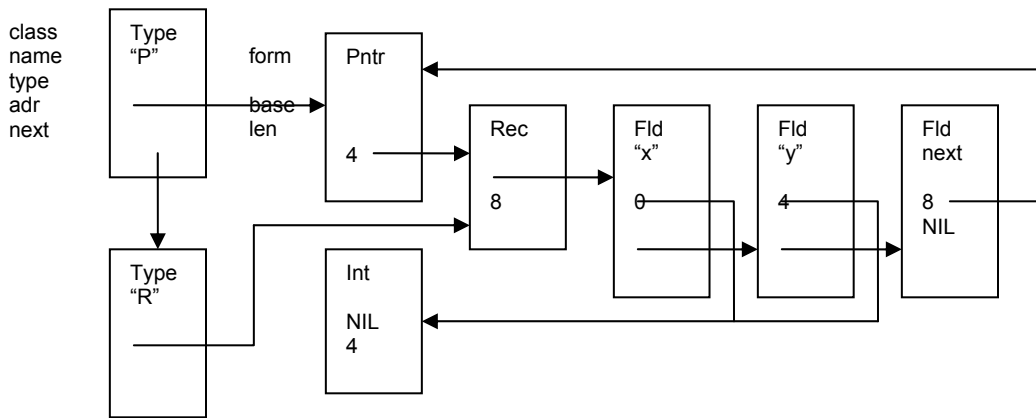 class
name
type
adr
next
Type
“P”
form
base
len
Pntr
4
Rec
8
Fld
“x”
0
Fld
“y”
4
Fld
next
8
NIL
Type
“R”
Int
NIL
4